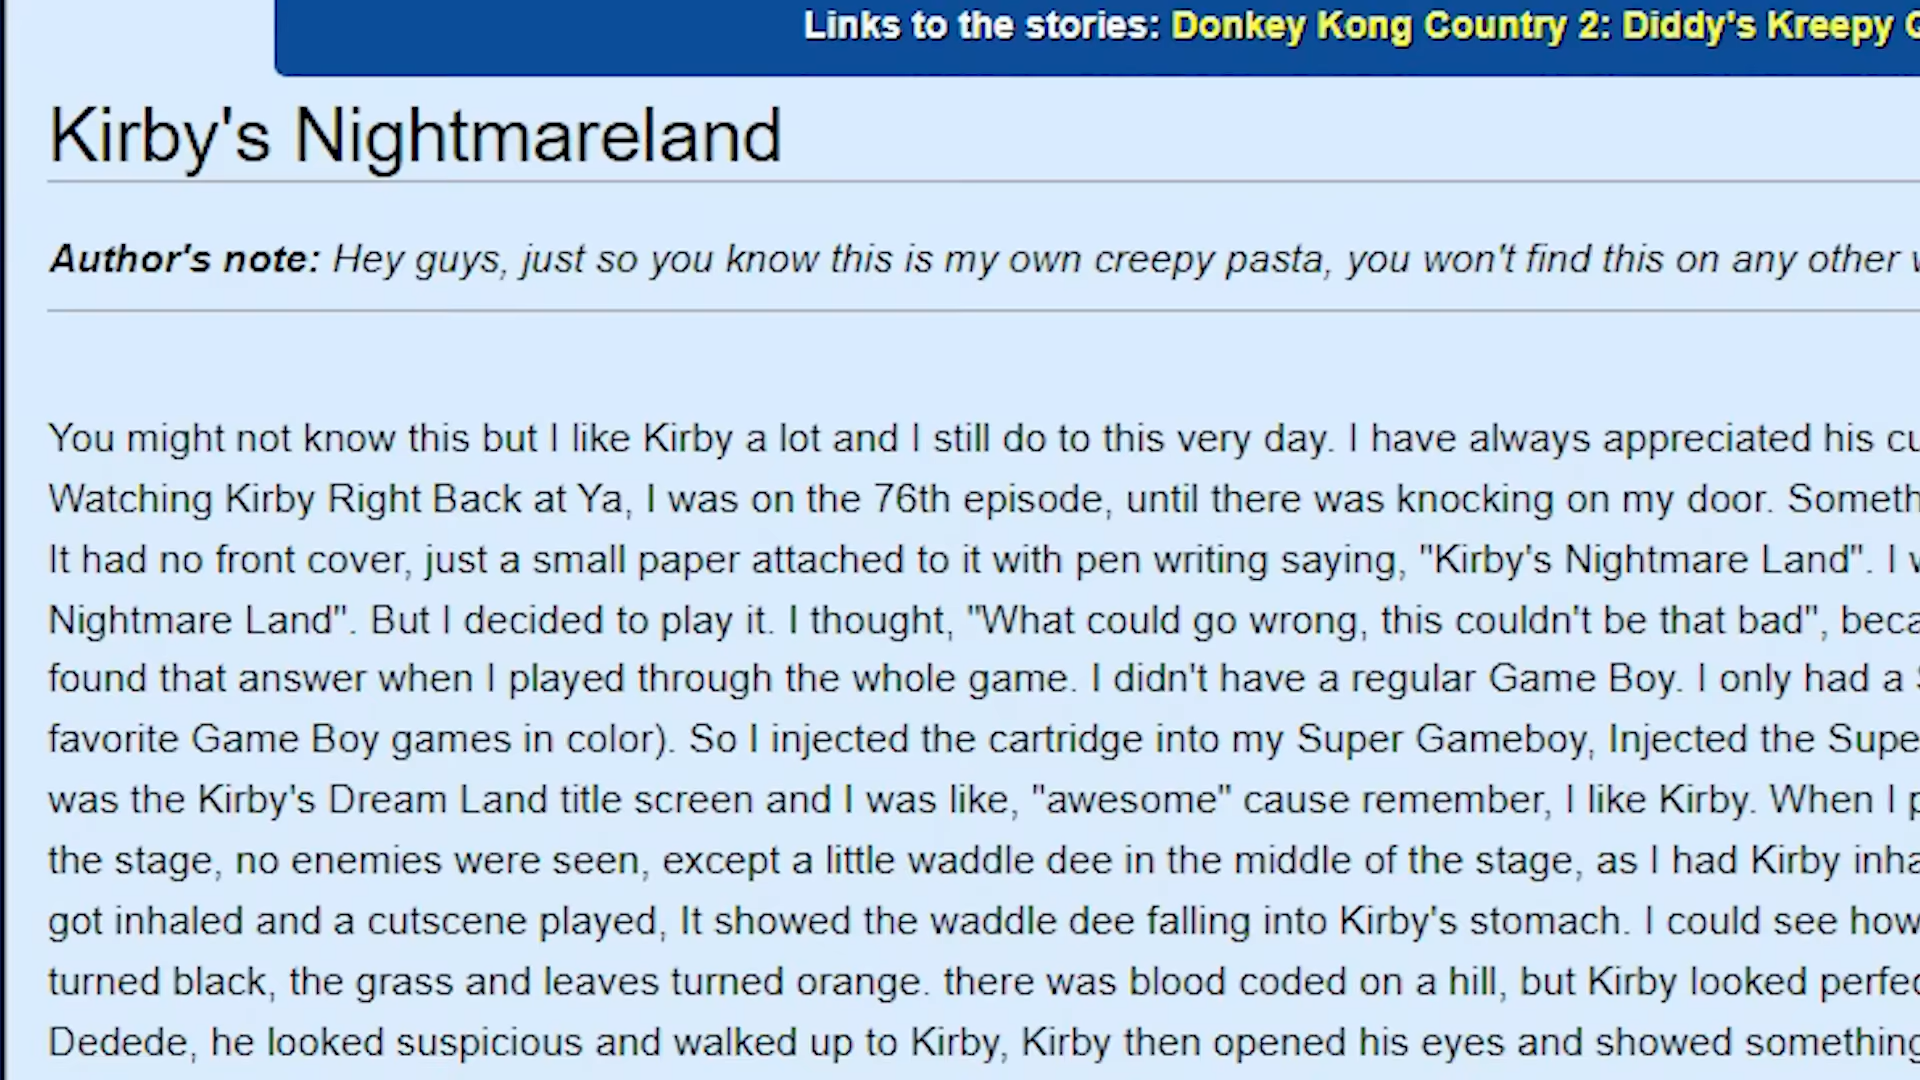 Links to the stories: Donkey Kong Country 2: Diddy's Kreepy
Kirby's Nightmareland
Author's note: Hey guys, just so you know this is my own creepy pasta, you won't find this on any other
You might not know this but I like Kirby a lot and I still do to this very day. I have always appreciated his
Watching Kirby Right Back at Ya, I was on the 76th episode, until there was knocking on my door.
It had no front cover, just a small paper attached to it with pen writing saying, "Kirby's Nightmare Land". I
Nightmare Land". But I decided to play it. I thought, "What could go wrong, this couldn't be that bad",
found that answer when I played through the whole game. I didn't have a regular Game Boy. I only had a
favorite Game Boy games in color). So I injected the cartridge into my Super Gameboy, Injected the
was the Kirby's Dream Land title screen and I was like, "awesome" cause remember, I like Kirby. When I
the stage, no enemies were seen, except a little waddle dee in the middle of the stage, as I had Kirby
got inhaled and a cutscene played, It showed the waddle dee falling into Kirby's stomach. I could see how
turned black, the grass and leaves turned orange. there was blood coded on a hill, but Kirby looked
Dedede, he looked suspicious and walked up to Kirby, Kirby then opened his eyes and showed something